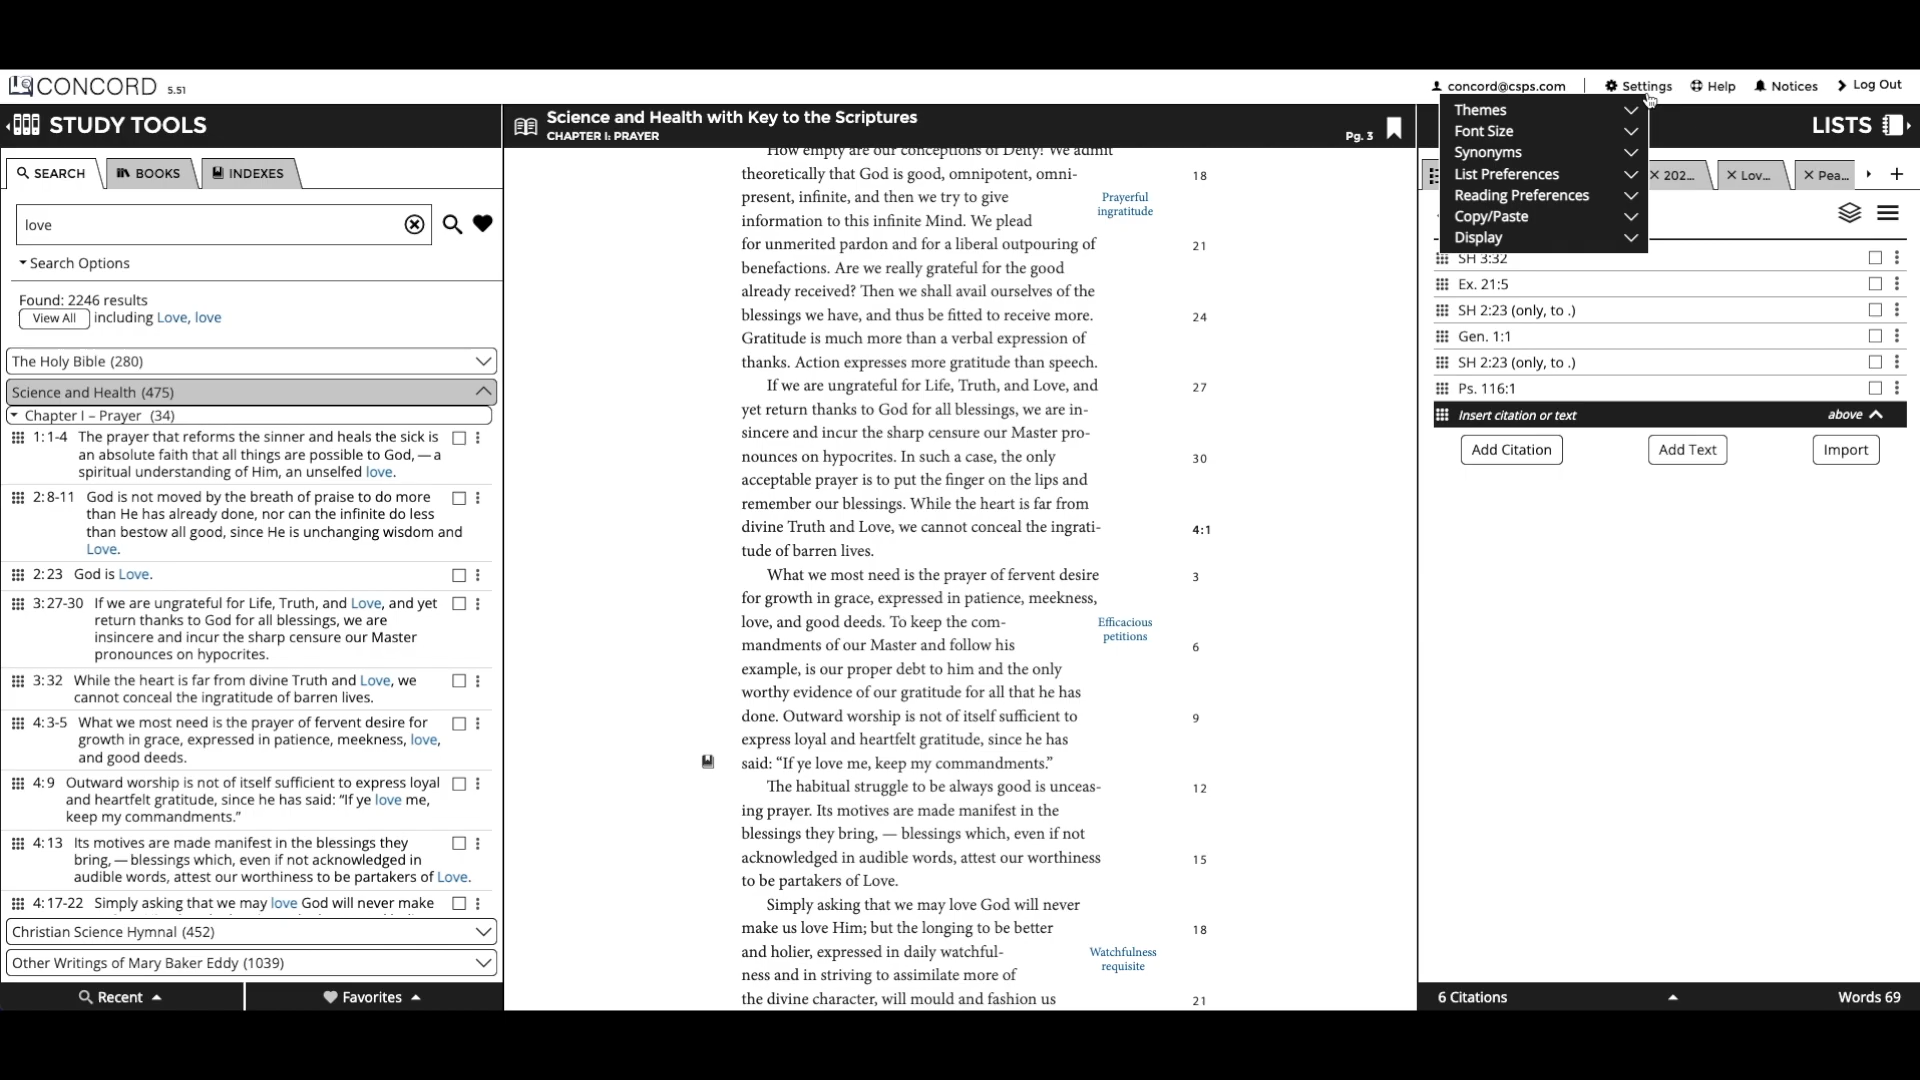 CONCORD 5.51
concord@csps.com
Settings
Help
Notices
Log Out
STUDY TOOLS
SEARCH
BOOKS
INDEXES
love
Search Options
Found: 2246 results
View All including Love, love
The Holy Bible (280)
Science and Health (475)
Chapter I – Prayer (34)
1:1-4 The prayer that reforms the sinner and heals the sick is
an absolute faith that all things are possible to God, — a
spiritual understanding of Him, an unselfed love.
2:8-11 God is not moved by the breath of praise to do more
than He has already done, nor can the infinite do less
than bestow all good, since He is unchanging wisdom and
Love.
2:23 God is Love.
3:27-30 If we are ungrateful for Life, Truth, and Love, and yet
return thanks to God for all blessings, we are
insincere and incur the sharp censure our Master
pronounces on hypocrites.
3:32 While the heart is far from divine Truth and Love, we
cannot conceal the ingratitude of barren lives.
4:3-5 What we most need is the prayer of fervent desire for
growth in grace, expressed in patience, meekness, love,
and good deeds.
4:9 Outward worship is not of itself sufficient to express loyal
and heartfelt gratitude, since he has said: “If ye love me,
keep my commandments.”
4:13 Its motives are made manifest in the blessings they
bring, — blessings which, even if not acknowledged in
audible words, attest our worthiness to be partakers of Love.
4:17-22 Simply asking that we may love God will never make
Christian Science Hymnal (452)
Other Writings of Mary Baker Eddy (1039)
Recent
Favorites
Science and Health with Key to the Scriptures
CHAPTER I: PRAYER
Pg. 3
How empty are our conceptions of Deity! We admit
theoretically that God is good, omnipotent, omni- 18
present, infinite, and then we try to give Prayerful
information to this infinite Mind. We plead ingratitude
for unmerited pardon and for a liberal outpouring of 21
benefactions. Are we really grateful for the good
already received? Then we shall avail ourselves of the
blessings we have, and thus be fitted to receive more. 24
Gratitude is much more than a verbal expression of
thanks. Action expresses more gratitude than speech.
If we are ungrateful for Life, Truth, and Love, and 27
yet return thanks to God for all blessings, we are in-
sincere and incur the sharp censure our Master pro-
nounces on hypocrites. In such a case, the only 30
acceptable prayer is to put the finger on the lips and
remember our blessings. While the heart is far from
divine Truth and Love, we cannot conceal the ingrati- 4:1
tude of barren lives.
What we most need is the prayer of fervent desire 3
for growth in grace, expressed in patience, meekness,
love, and good deeds. To keep the com- Efficacious
mandments of our Master and follow his petitions 6
example, is our proper debt to him and the only
worthy evidence of our gratitude for all that he has
done. Outward worship is not of itself sufficient to 9
express loyal and heartfelt gratitude, since he has
said: “If ye love me, keep my commandments.”
The habitual struggle to be always good is unceas- 12
ing prayer. Its motives are made manifest in the
blessings they bring, — blessings which, even if not
acknowledged in audible words, attest our worthiness 15
to be partakers of Love.
Simply asking that we may love God will never
make us love Him; but the longing to be better 18
and holier, expressed in daily watchful- Watchfulness
ness and in striving to assimilate more of requisite
the divine character, will mould and fashion us 21
Themes
Font Size
Synonyms
List Preferences
Reading Preferences
Copy/Paste
Display
LISTS
202...
Lov...
Pea...
SH 3:32
Ex. 21:5
SH 2:23 (only, to .)
Gen. 1:1
SH 2:23 (only, to .)
Ps. 116:1
Insert citation or text above
Add Citation
Add Text
Import
6 Citations
Words 69